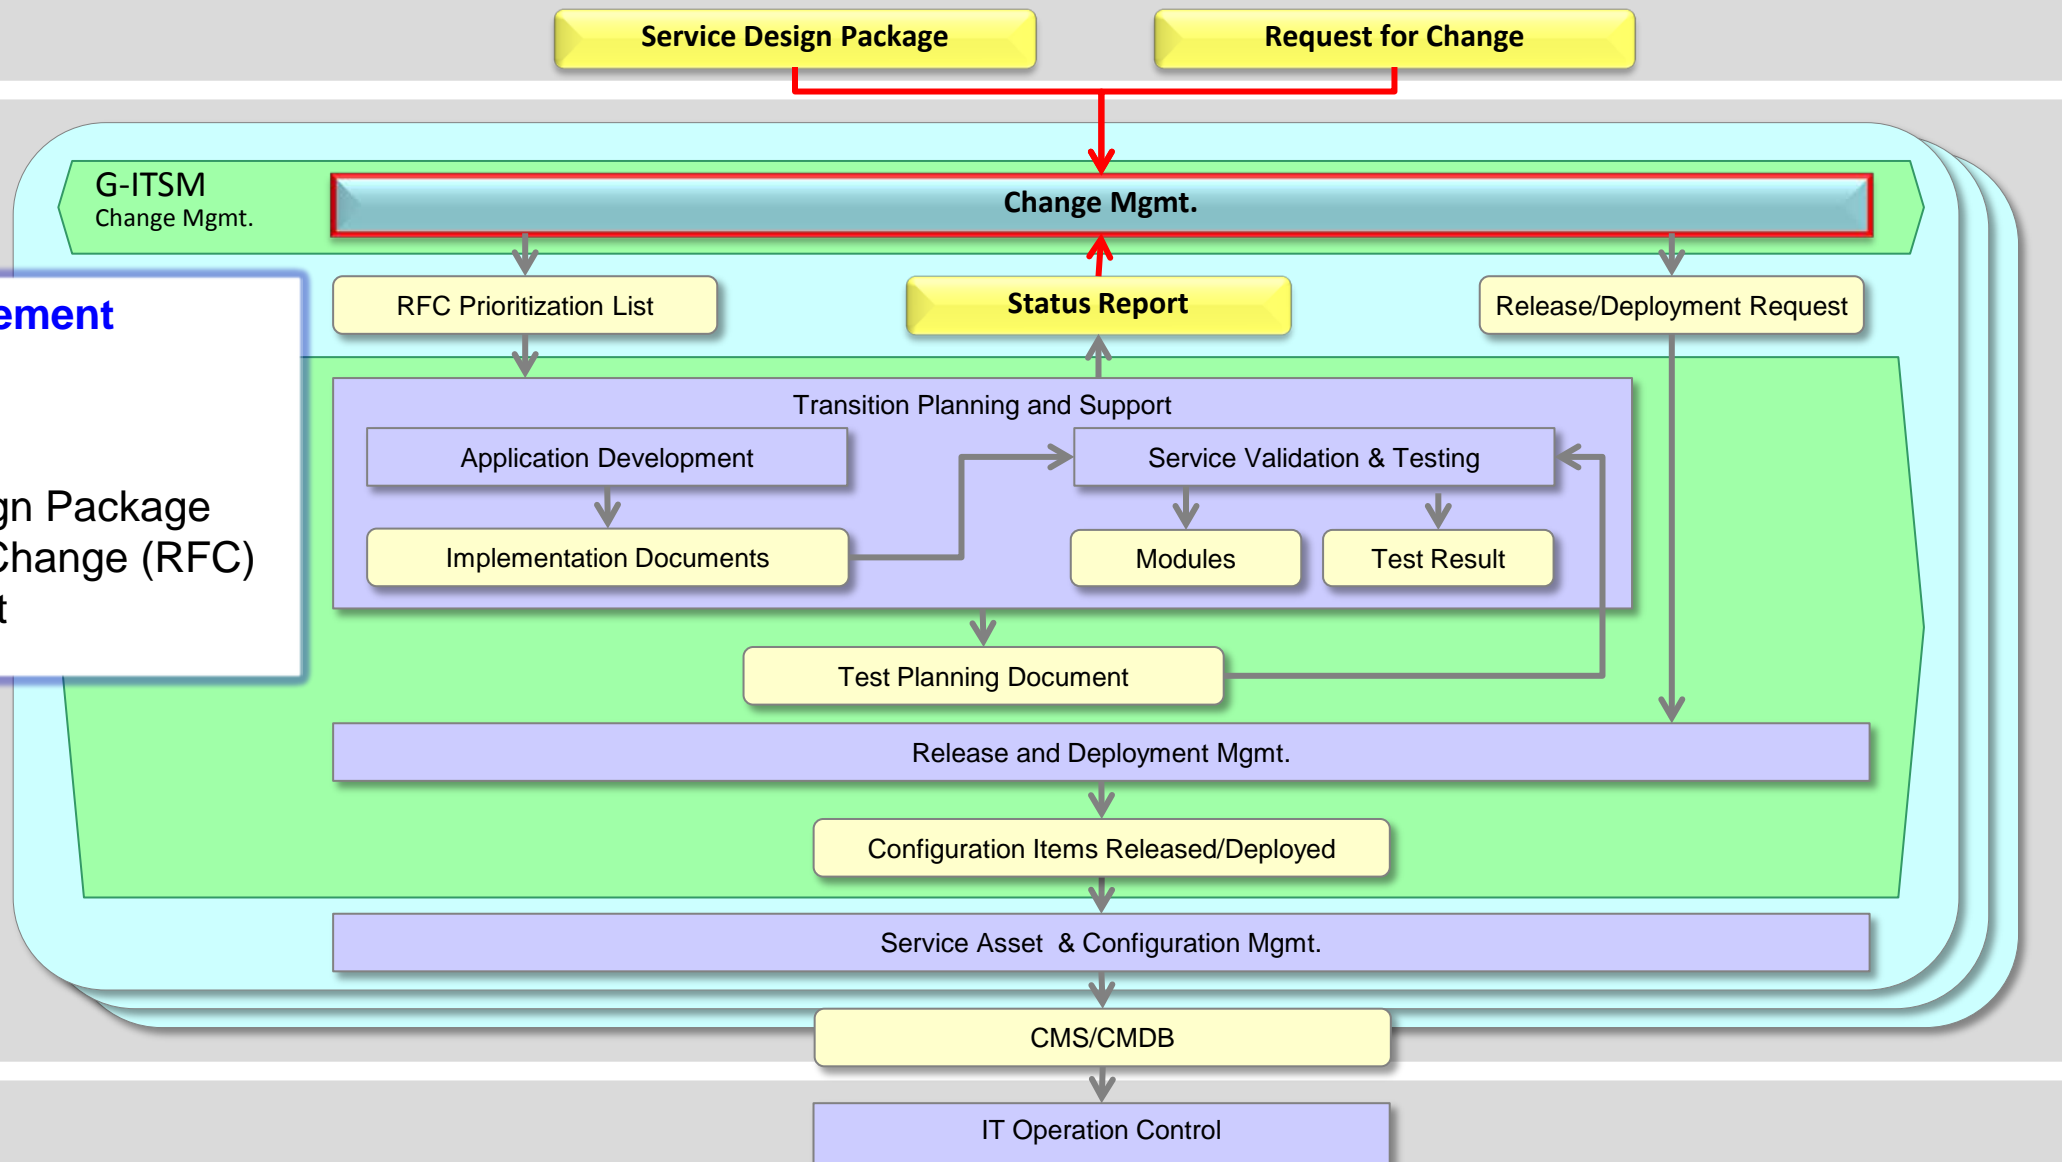 Service Design Package
Request for Change
G-ITSM
Change Mgmt.
Change Mgmt.
RFC Prioritization List
Status Report
Release/Deployment Request
ement
gn Package
Change (RFC)
t
Transition Planning and Support
Application Development
Service Validation & Testing
Implementation Documents
Modules
Test Result
Test Planning Document
Release and Deployment Mgmt.
Configuration Items Released/Deployed
Service Asset & Configuration Mgmt.
CMS/CMDB
IT Operation Control